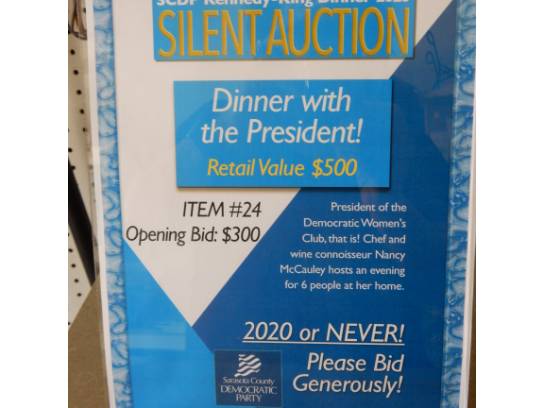 SCDP Kennedy-King Dinner 2020
SILENT AUCTION
Dinner with
the President!
Retail Value $500
ITEM #24
Opening Bid: $300
President of the
Democratic Women's
Club, that is! Chef and
wine connoisseur Nancy
McCauley hosts an evening
for 6 people at her home.
2020 or NEVER!
Please Bid
Generously!
Sarasota County
DEMOCRATIC
PARTY